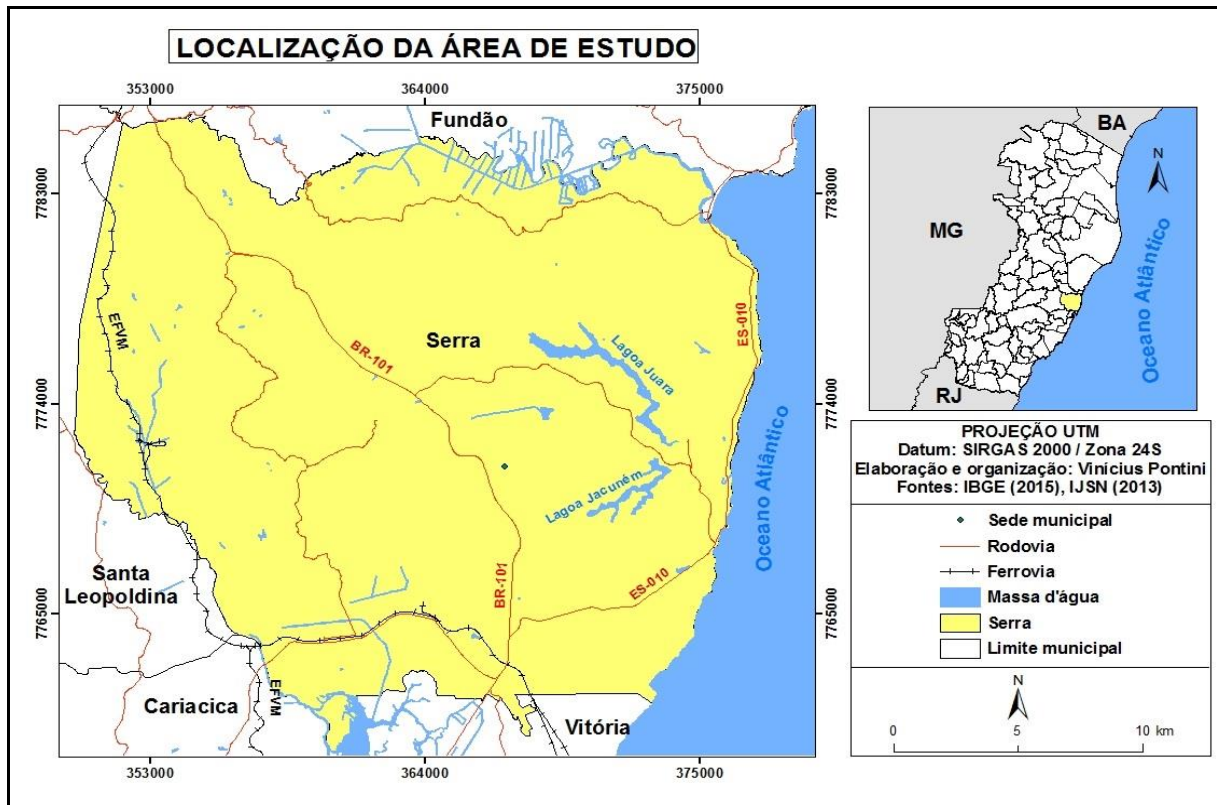 LOCALIZAÇÃO DA ÁREA DE ESTUDO
353000
364000
375000
Fundão
7783000
7783000
EFVM
BR-101
Serra
Lagoa Juara
ES-010
7774000
7774000
Lagoa Jacuném
Oceano Atlântico
Santa
Leopoldina
BR-101
ES-010
7765000
7765000
Cariacica
EFVM
Vitória
353000
364000
375000
BA
N
MG
Oceano Atlântico
RJ
PROJEÇÃO UTM
Datum: SIRGAS 2000 / Zona 24S
Elaboração e organização: Vinícius Pontini
Fontes: IBGE (2015), IJSN (2013)
Sede municipal
Rodovia
Ferrovia
Massa d'água
Serra
Limite municipal
N
0 5 10 km